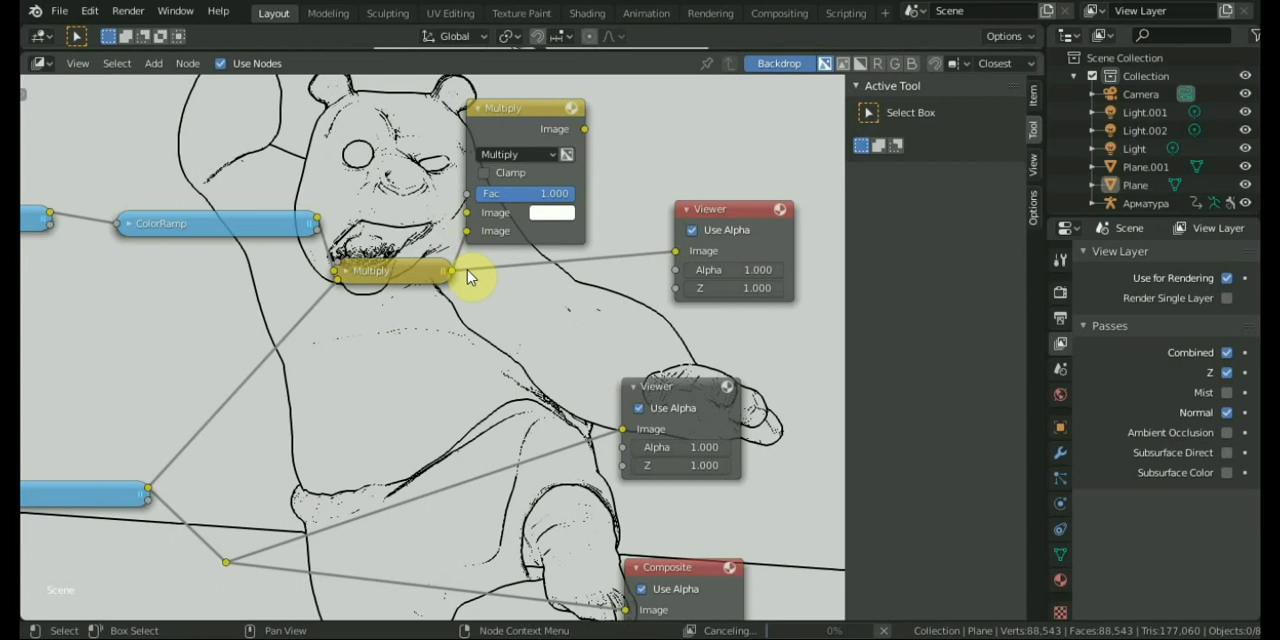 File Edit Render Window Help Layout Modeling Sculpting UV Editing Texture Paint Shading Animation Rendering Compositing Scripting + Scene View Layer
Global Options
View Select Add Node Use Nodes Backdrop R G B Closest
Scene Collection
Collection
Camera
Light.001
Light.002
Light
Plane.001
Plane
Арматура
Active Tool
Select Box
Item
Tool
View
Options
Multiply
Image
Multiply
Clamp
Fac 1.000
Image
Image
ColorRamp
Multiply
Viewer
Use Alpha
Image
Alpha 1.000
Z 1.000
Viewer
Use Alpha
Image
Alpha 1.000
Z 1.000
Composite
Use Alpha
Image
Scene
Scene View Layer
View Layer
Use for Rendering
Render Single Layer
Passes
Combined
Z
Mist
Normal
Ambient Occlusion
Subsurface Direct
Subsurface Color
Select Box Select Pan View Node Context Menu Canceling... 0% Collection | Plane | Verts:88,543 | Faces:88,543 | Tris:177,060 | Objects:0/8